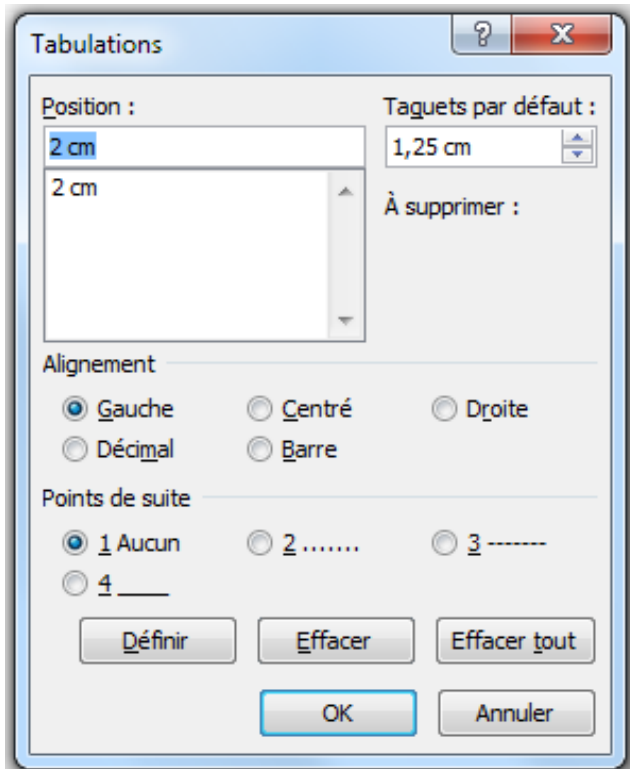 Tabulations
Position :
Taquets par défaut :
2 cm
1,25 cm
2 cm
À supprimer :
Alignement
Gauche
Centré
Droite
Décimal
Barre
Points de suite
1 Aucun
2 .......
3 -------
4 ____
Définir
Effacer
Effacer tout
OK
Annuler